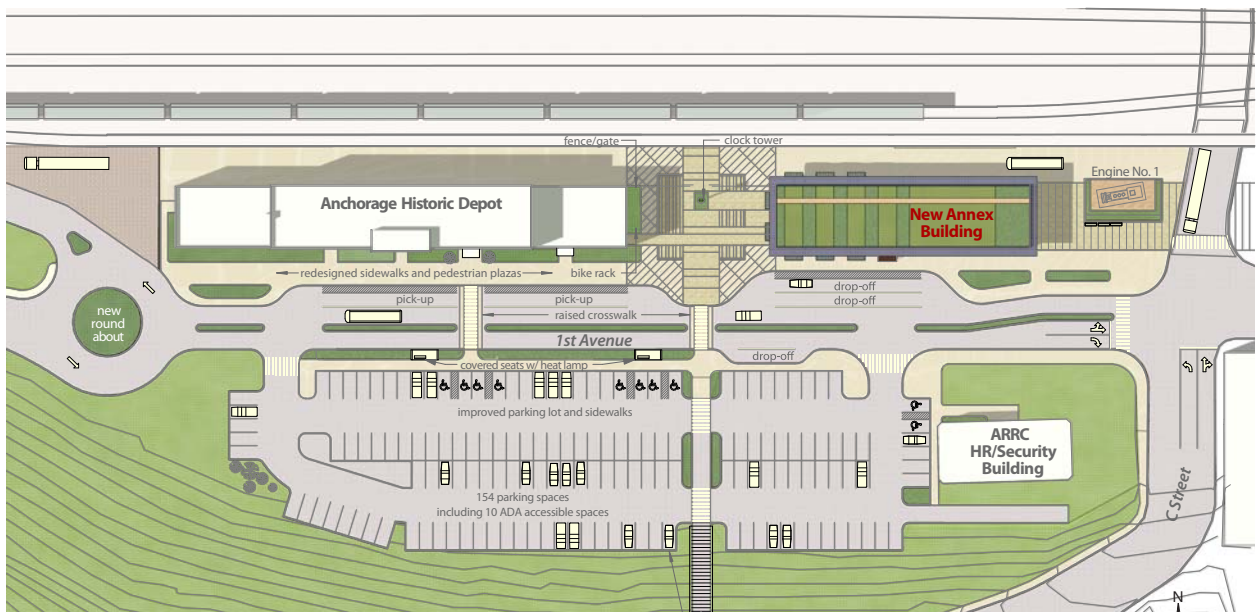 fence/gate
clock tower
Engine No. 1
Anchorage Historic Depot
New Annex
Building
redesigned sidewalks and pedestrian plazas
bike rack
drop-off
pick-up
pick-up
drop-off
new
round
about
raised crosswalk
1st Avenue
drop-off
covered seats w/ heat lamp
improved parking lot and sidewalks
ARRC
HR/Security
Building
154 parking spaces
including 10 ADA accessible spaces
C Street
N